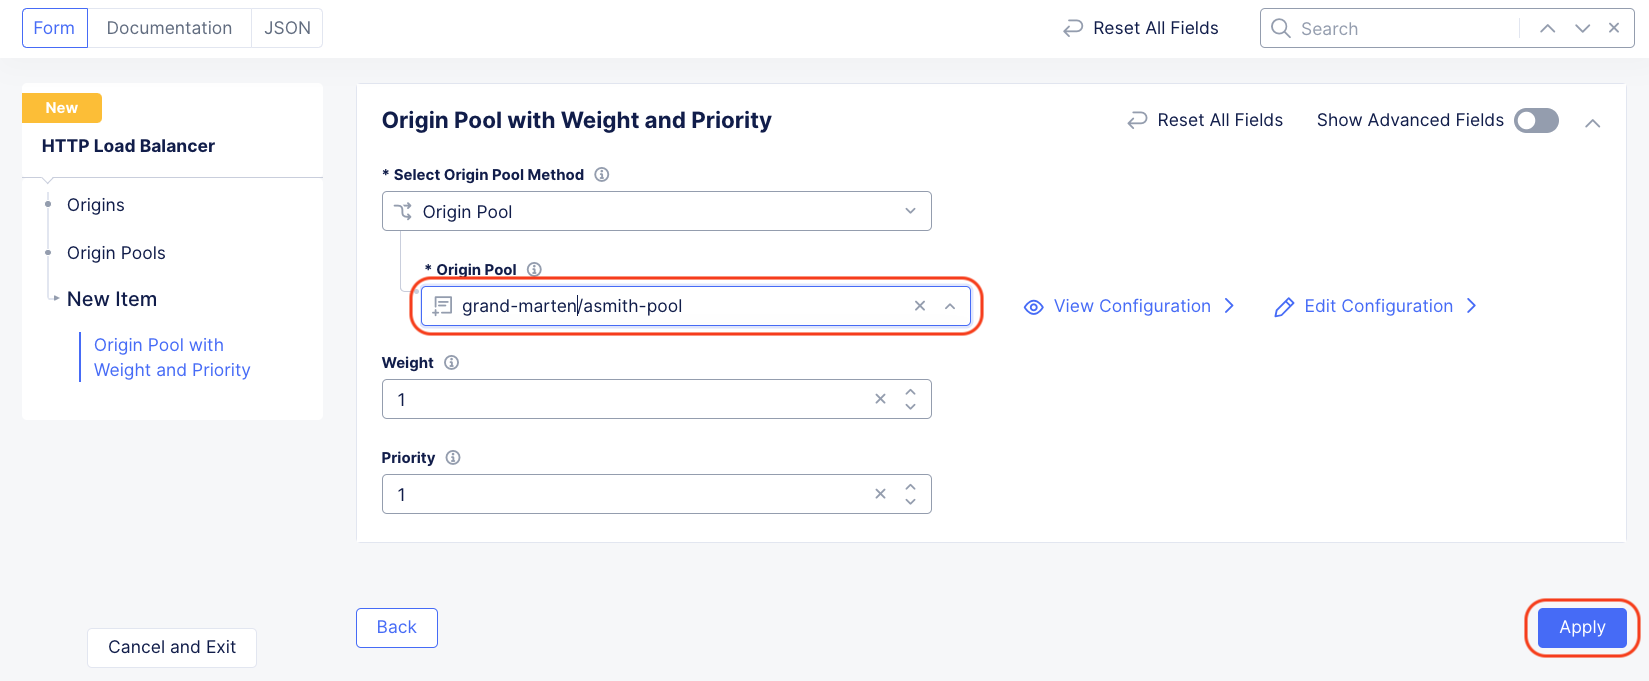 Form
Documentation
JSON
Reset All Fields
Search
New
HTTP Load Balancer
Origins
Origin Pools
New Item
Origin Pool with
Weight and Priority
Origin Pool with Weight and Priority
Reset All Fields
Show Advanced Fields
* Select Origin Pool Method
Origin Pool
* Origin Pool
grand-marten/asmith-pool
View Configuration
Edit Configuration
Weight
1
Priority
1
Cancel and Exit
Back
Apply